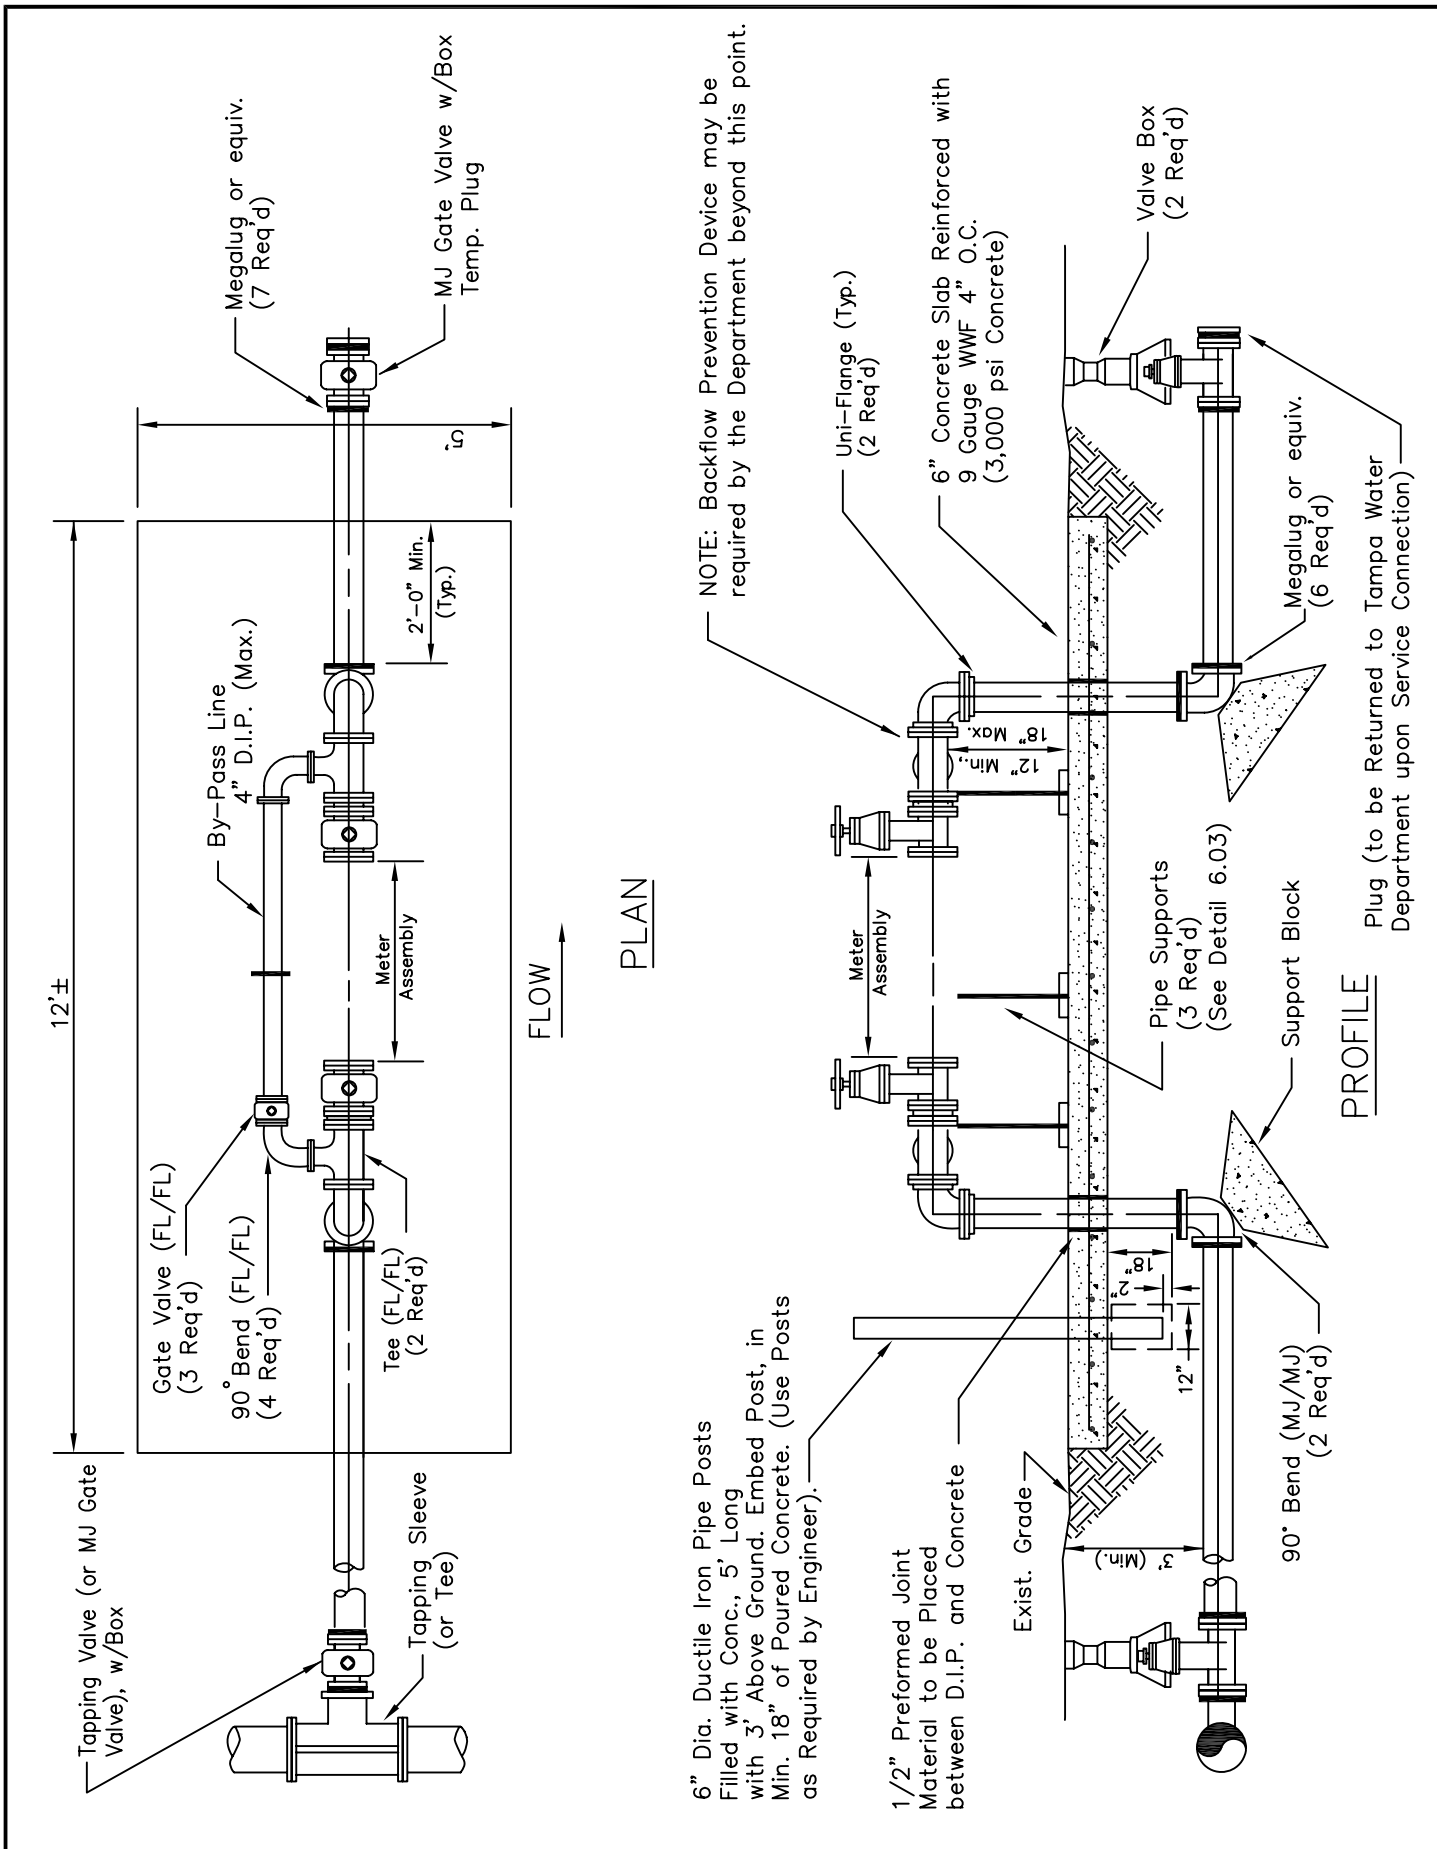 12'±
Tapping Valve (or MJ Gate
Valve), w/Box
Tapping Sleeve
(or Tee)
Gate Valve (FL/FL)
(3 Req'd)
90° Bend (FL/FL)
(4 Req'd)
Tee (FL/FL)
(2 Req'd)
By-Pass Line
4" D.I.P. (Max.)
Meter
Assembly
2'-0" Min.
(Typ.)
5'
Megalug or equiv.
(7 Req'd)
MJ Gate Valve w/Box
Temp. Plug
FLOW
PLAN
NOTE: Backflow Prevention Device may be
required by the Department beyond this point.
Uni-Flange (Typ.)
(2 Req'd)
6" Concrete Slab Reinforced with
9 Gauge WWF 4" O.C.
(3,000 psi Concrete)
Valve Box
(2 Req'd)
6" Dia. Ductile Iron Pipe Posts
Filled with Conc., 5' Long
with 3' Above Ground. Embed Post, in
Min. 18" of Poured Concrete. (Use Posts
as Required by Engineer).
1/2" Preformed Joint
Material to be Placed
between D.I.P. and Concrete
Exist. Grade
3' (Min.)
Meter
Assembly
12" Min.,
18" Max.
18"
2"
12"
Pipe Supports
(3 Req'd)
(See Detail 6.03)
Support Block
90° Bend (MJ/MJ)
(2 Req'd)
Megalug or equiv.
(6 Req'd)
Plug (to be Returned to Tampa Water
Department upon Service Connection)
PROFILE